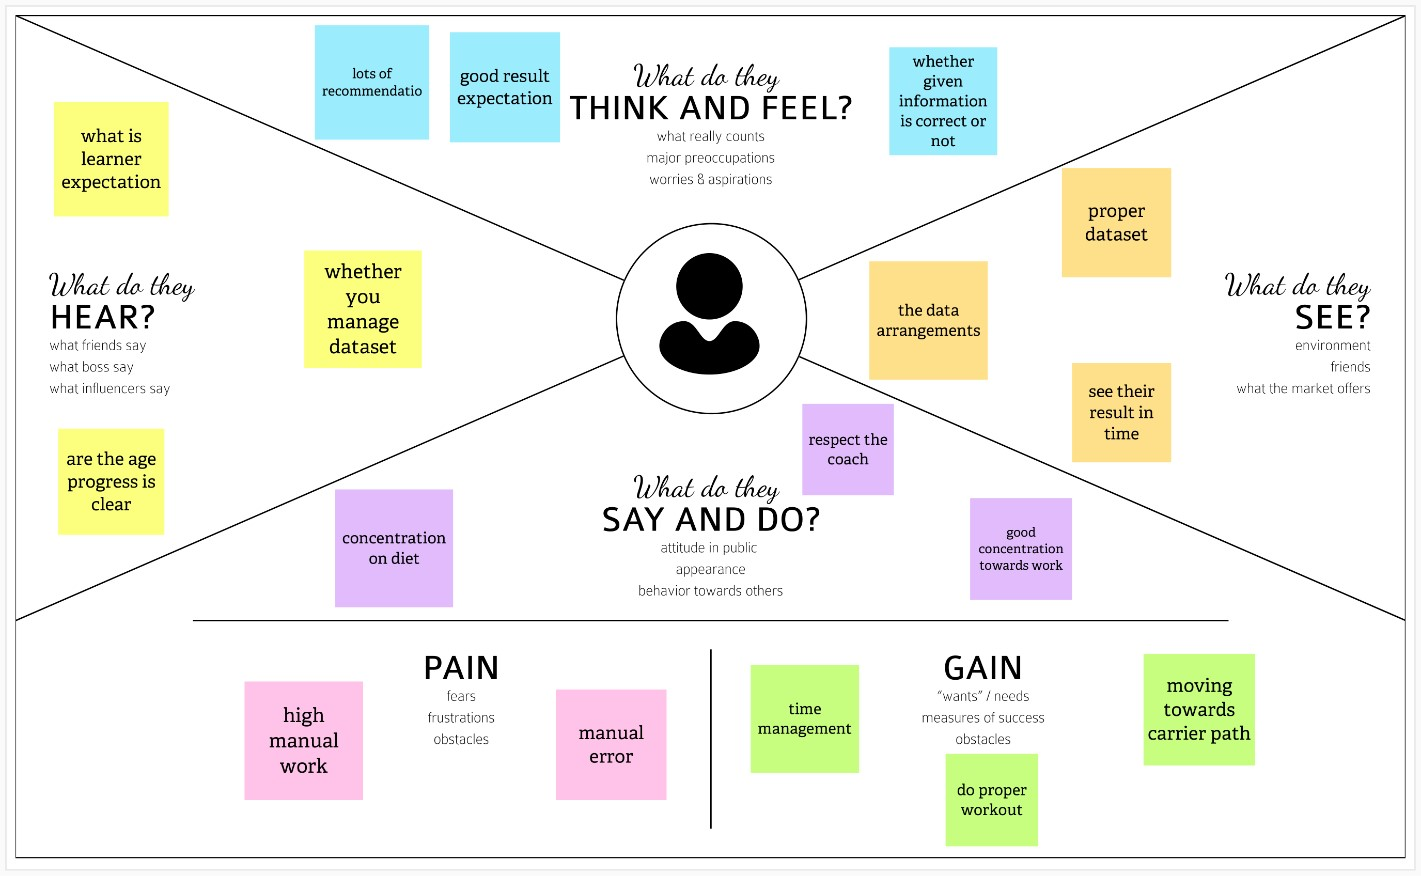 lots of
recommendatio
good result
expectation
What do they
THINK AND FEEL?
what really counts
major preoccupations
worries & aspirations
whether
given
information
is correct or
not
what is
learner
expectation
whether
you
manage
dataset
What do they
HEAR?
what friends say
what boss say
what influencers say
are the age
progress is
clear
proper
dataset
the data
arrangements
What do they
SEE?
environment
friends
what the market offers
see their
result in
time
respect the
coach
What do they
SAY AND DO?
attitude in public
appearance
behavior towards others
concentration
on diet
good
concentration
towards work
PAIN
fears
frustrations
obstacles
high
manual
work
manual
error
GAIN
"wants" / needs
measures of success
obstacles
time
management
do proper
workout
moving
towards
carrier path